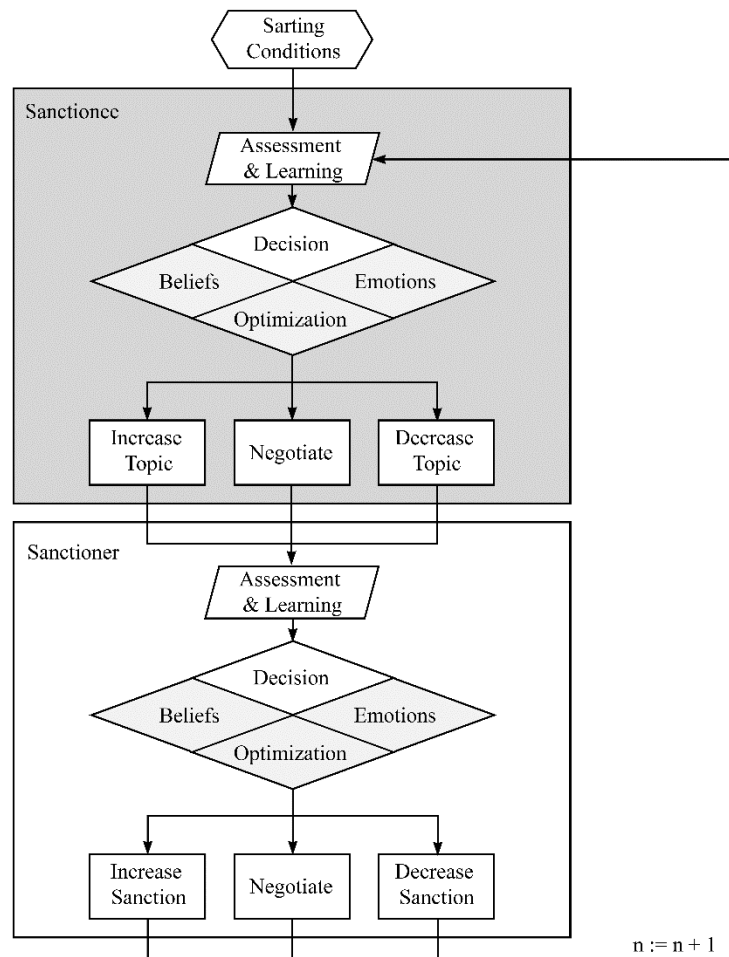 Sarting
Conditions
Sanctionee
Assessment
& Learning
Decision
Beliefs
Emotions
Optimization
Increase
Topic
Negotiate
Decrease
Topic
Sanctioner
Assessment
& Learning
Decision
Beliefs
Emotions
Optimization
Increase
Sanction
Negotiate
Decrease
Sanction
n := n + 1